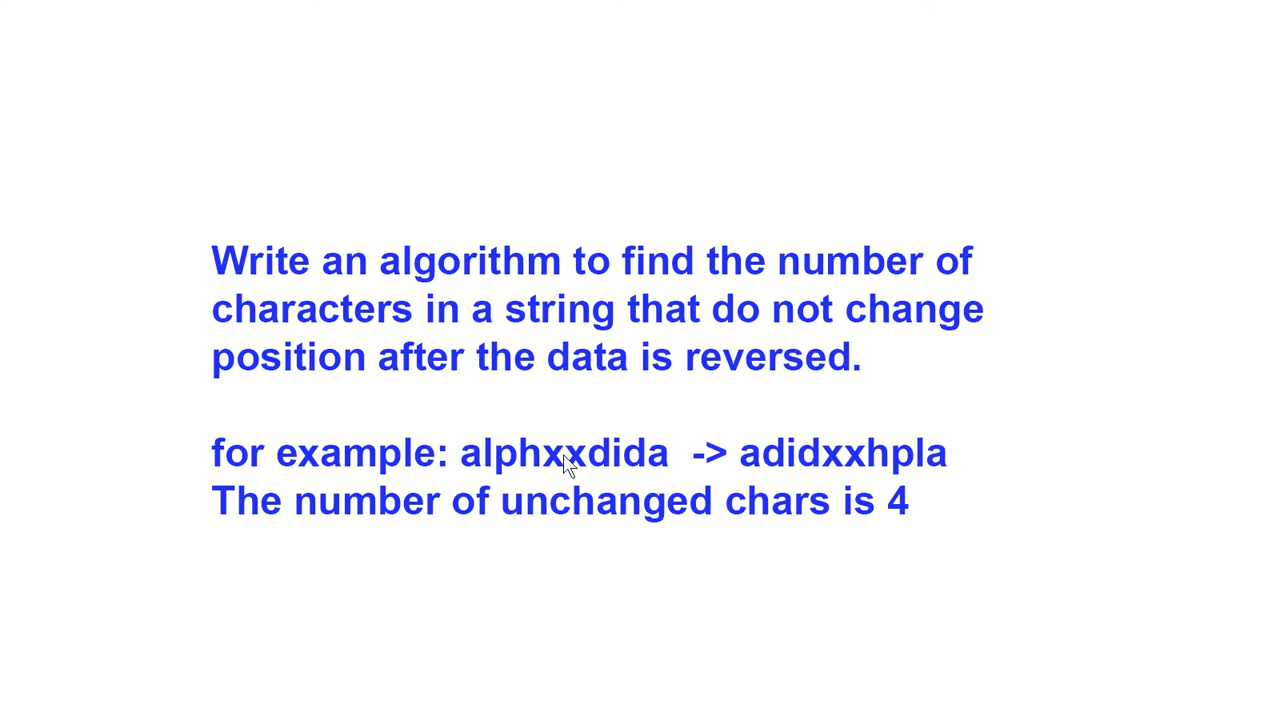 Write an algorithm to find the number of
characters in a string that do not change
position after the data is reversed.
for example: alphxxdida -> adidxxhpla
The number of unchanged chars is 4